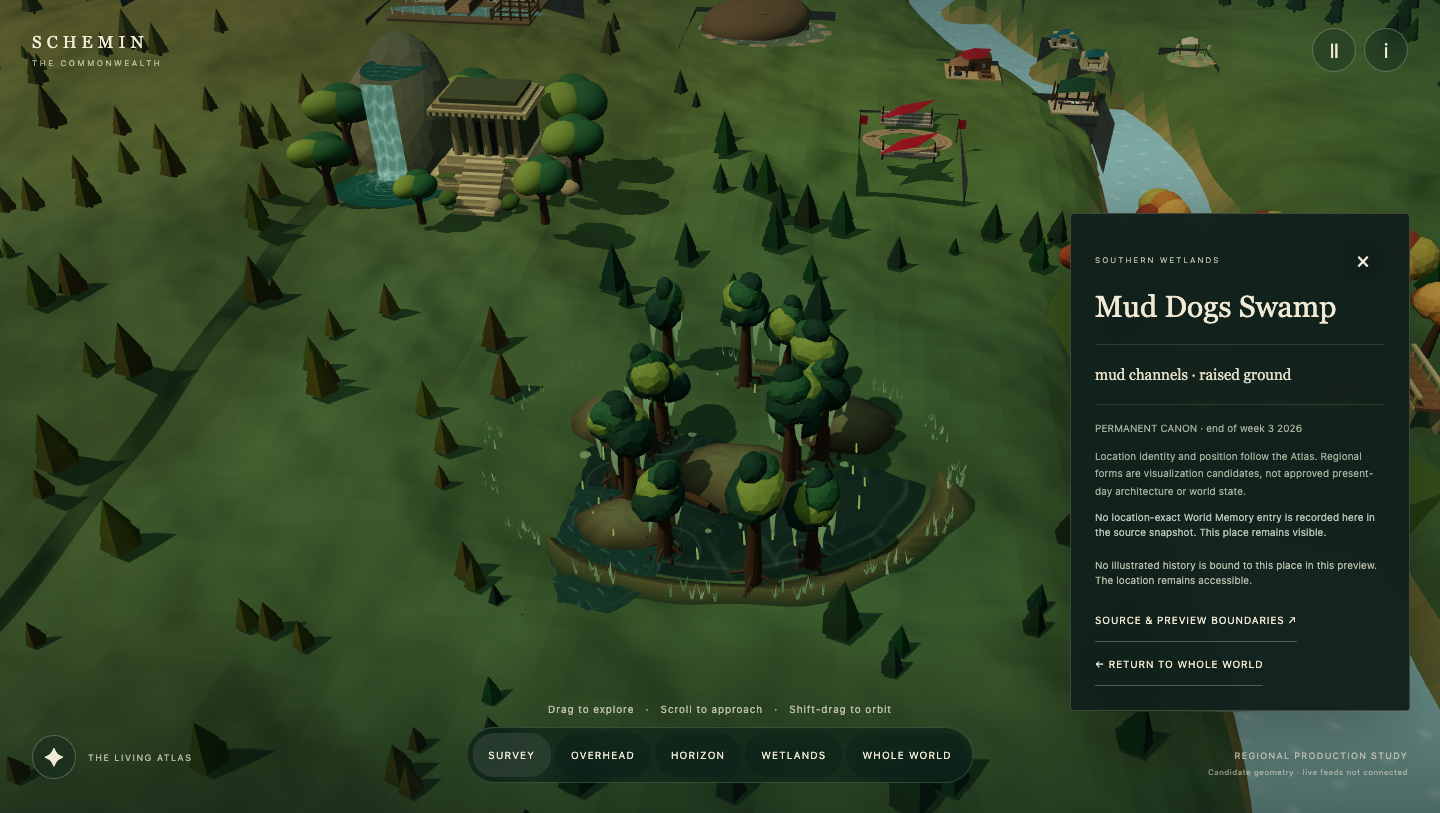 SCHEMIN
THE COMMONWEALTH
i
SOUTHERN WETLANDS
Mud Dogs Swamp
mud channels · raised ground
PERMANENT CANON · end of week 3 2026
Location identity and position follow the Atlas. Regional
forms are visualization candidates, not approved present-
day architecture or world state.
No location-exact World Memory entry is recorded here in
the source snapshot. This place remains visible.
No illustrated history is bound to this place in this preview.
The location remains accessible.
SOURCE & PREVIEW BOUNDARIES ↗
← RETURN TO WHOLE WORLD
Drag to explore · Scroll to approach · Shift-drag to orbit
SURVEY OVERHEAD HORIZON WETLANDS WHOLE WORLD
THE LIVING ATLAS
REGIONAL PRODUCTION STUDY
Candidate geometry · live feeds not connected